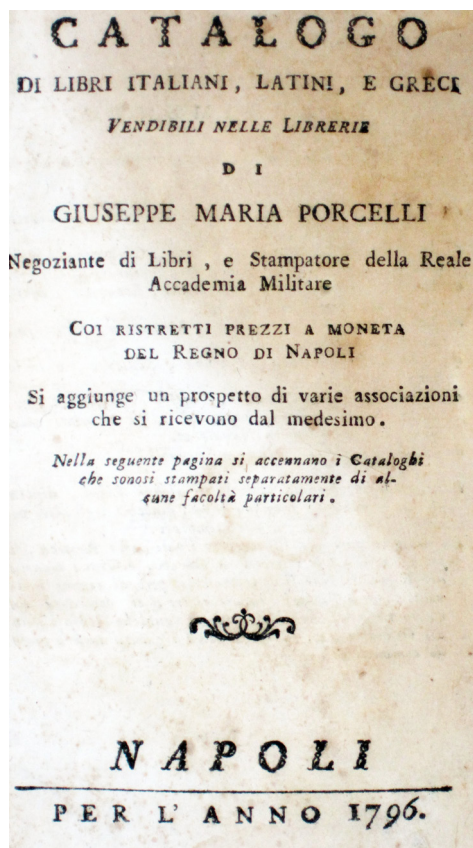 CATALOGO
DI LIBRI ITALIANI, LATINI, E GRECI
VENDIBILI NELLE LIBRERIE
DI
GIUSEPPE MARIA PORCELLI
Negoziante di Libri, e Stampatore della Reale
Accademia Militare
COI RISTRETTI PREZZI A MONETA
DEL REGNO DI NAPOLI
Si aggiunge un prospetto di varie associazioni
che si ricevono dal medesimo.
Nella seguente pagina si accennano i Cataloghi
che sonosi stampati separatamente di al-
cune facoltà particolari.
NAPOLI
PER L' ANNO 1796.